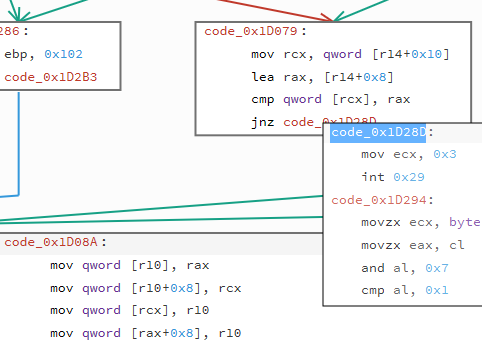 286:
ebp, 0x102
code_0x1D2B3
code_0x1D079:
mov rcx, qword [r14+0x10]
lea rax, [r14+0x8]
cmp qword [rcx], rax
jnz code_0x1D28D
code_0x1D28D:
mov ecx, 0x3
int 0x29
code_0x1D294:
movzx ecx, byte
movzx eax, cl
and al, 0x7
cmp al, 0x1
code_0x1D08A:
mov qword [r10], rax
mov qword [r10+0x8], rcx
mov qword [rcx], r10
mov qword [rax+0x8], r10